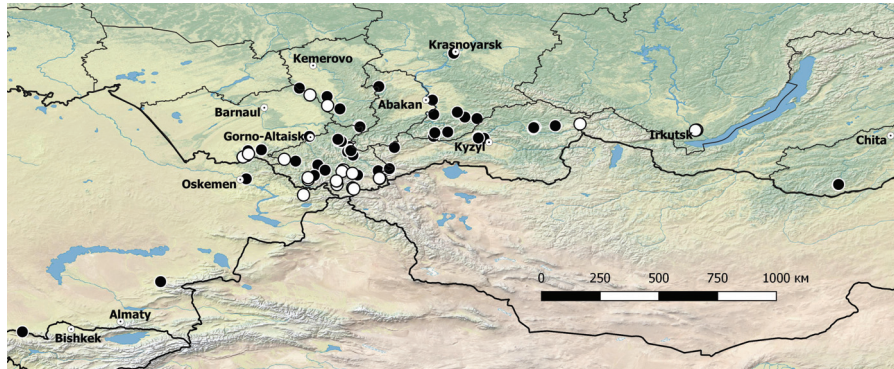 Krasnoyarsk
Kemerovo
Abakan
Barnaul
Gorno-Altaisk
Kyzyl
Irkutsk
Chita
Oskemen
0 250 500 750 1000 км
Almaty
Bishkek